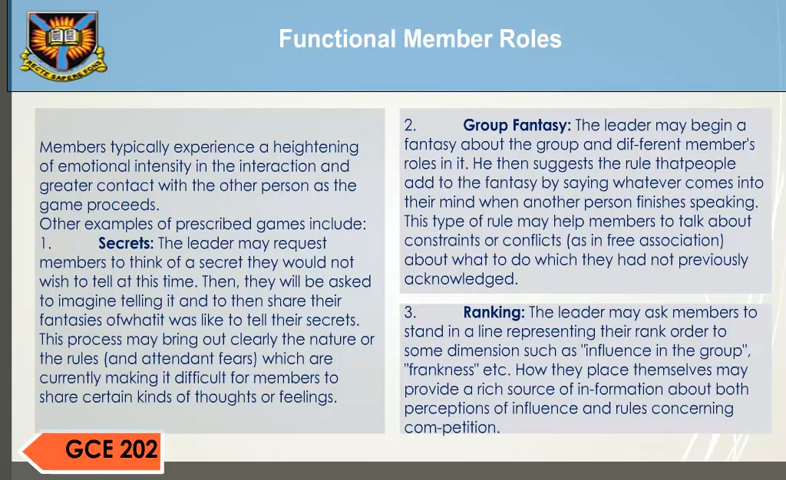 Functional Member Roles
RECTE SAPERE FONS
Members typically experience a heightening
of emotional intensity in the interaction and
greater contact with the other person as the
game proceeds.
Other examples of prescribed games include:
1. Secrets: The leader may request
members to think of a secret they would not
wish to tell at this time. Then, they will be asked
to imagine telling it and to then share their
fantasies ofwhatit was like to tell their secrets.
This process may bring out clearly the nature or
the rules (and attendant fears) which are
currently making it difficult for members to
share certain kinds of thoughts or feelings.
2. Group Fantasy: The leader may begin a
fantasy about the group and dif-ferent member's
roles in it. He then suggests the rule thatpeople
add to the fantasy by saying whatever comes into
their mind when another person finishes speaking.
This type of rule may help members to talk about
constraints or conflicts (as in free association)
about what to do which they had not previously
acknowledged.
3. Ranking: The leader may ask members to
stand in a line representing their rank order to
some dimension such as "influence in the group",
"frankness" etc. How they place themselves may
provide a rich source of in-formation about both
perceptions of influence and rules concerning
com-petition.
GCE 202